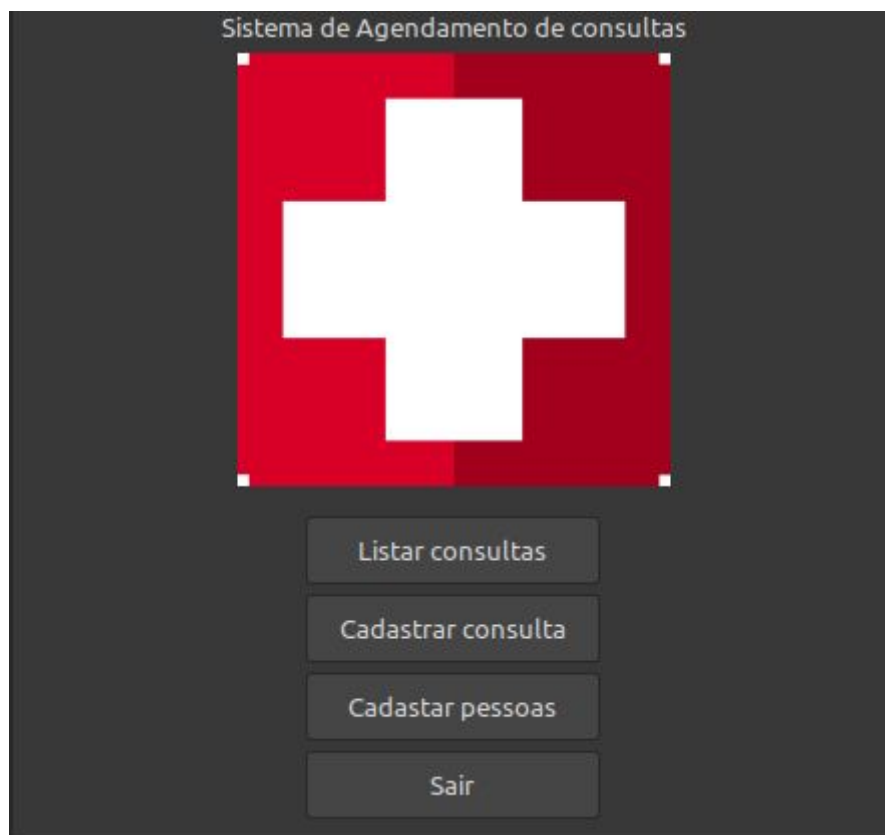 Sistema de Agendamento de consultas
Listar consultas
Cadastrar consulta
Cadastar pessoas
Sair